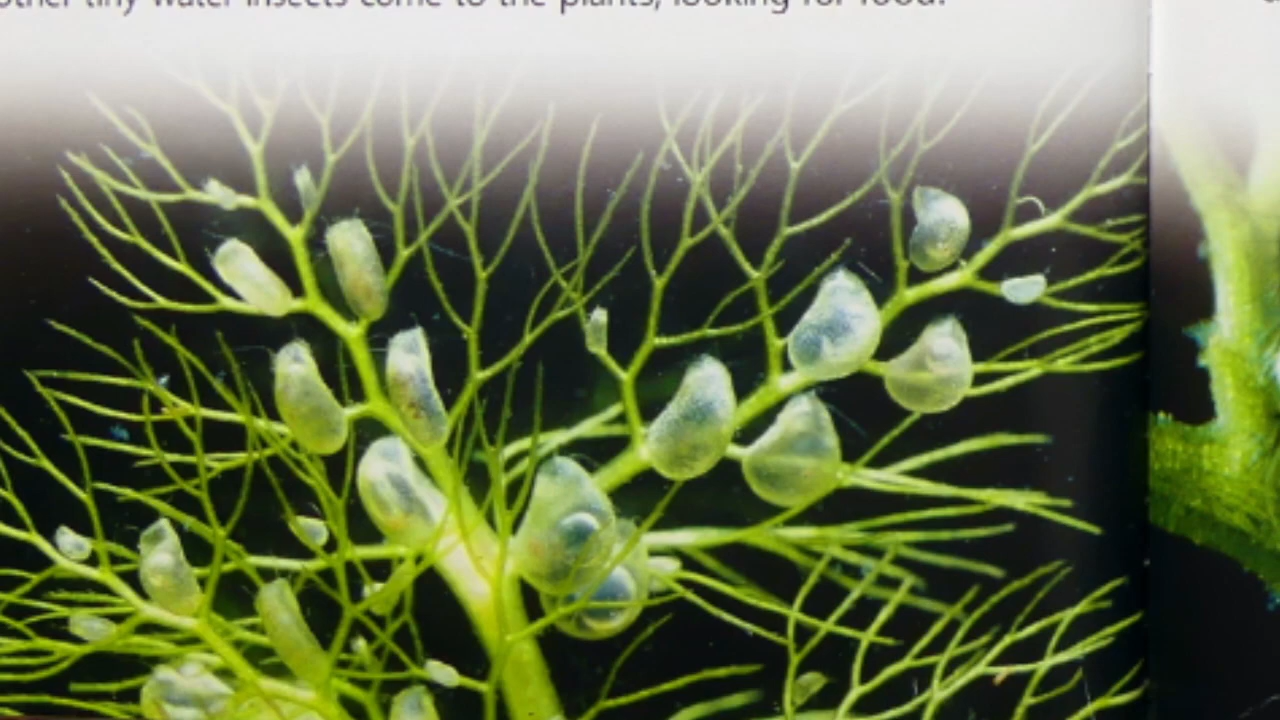 other tiny water insects come to the plants, looking for food.